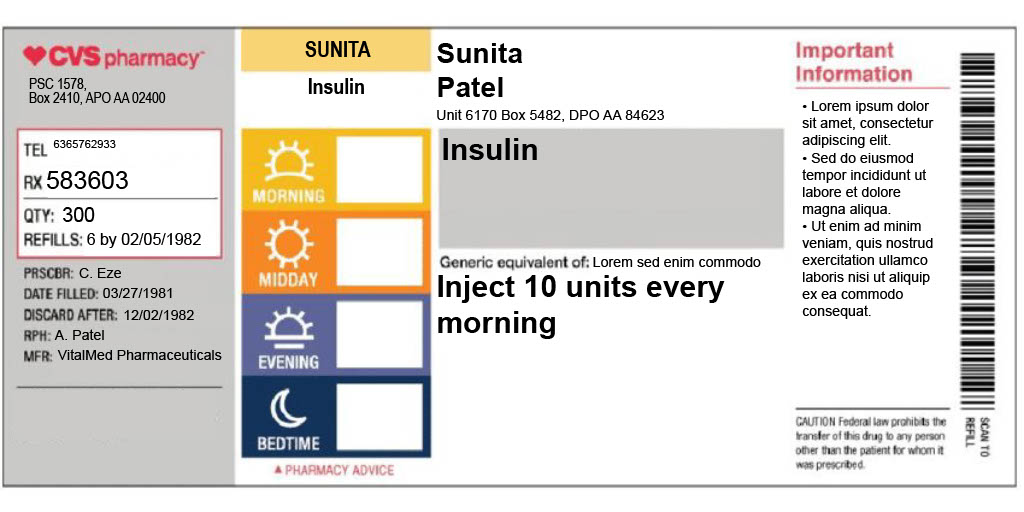 CVS pharmacy
PSC 1578,
Box 2410, APO AA 02400
TEL 6365762933
RX 583603
QTY: 300
REFILLS: 6 by 02/05/1982
PRSCBR: C. Eze
DATE FILLED: 03/27/1981
DISCARD AFTER: 12/02/1982
RPH: A. Patel
MFR: VitalMed Pharmaceuticals
SUNITA
Insulin
MORNING
MIDDAY
EVENING
BEDTIME
▲ PHARMACY ADVICE
Sunita
Patel
Unit 6170 Box 5482, DPO AA 84623
Insulin
Generic equivalent of: Lorem sed enim commodo
Inject 10 units every
morning
Important
Information
• Lorem ipsum dolor
sit amet, consectetur
adipiscing elit.
• Sed do eiusmod
tempor incididunt ut
labore et dolore
magna aliqua.
• Ut enim ad minim
veniam, quis nostrud
exercitation ullamco
laboris nisi ut aliquip
ex ea commodo
consequat.
CAUTION Federal law prohibits the
transfer of this drug to any person
other than the patient for whom it
was prescribed.
SCAN TO
REFILL